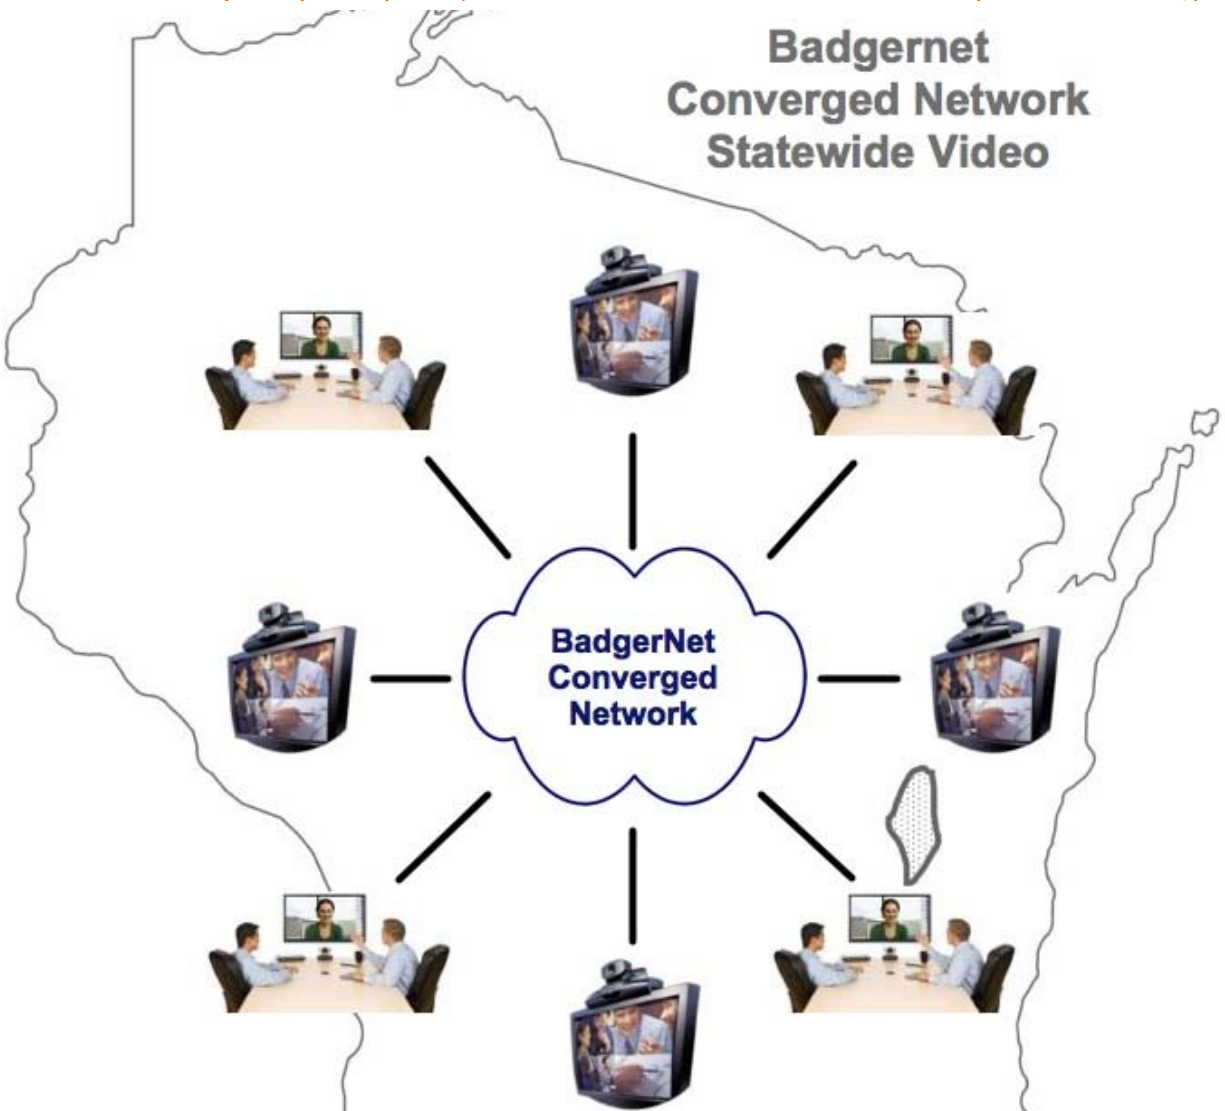 Badgernet
Converged Network
Statewide Video
BadgerNet
Converged
Network